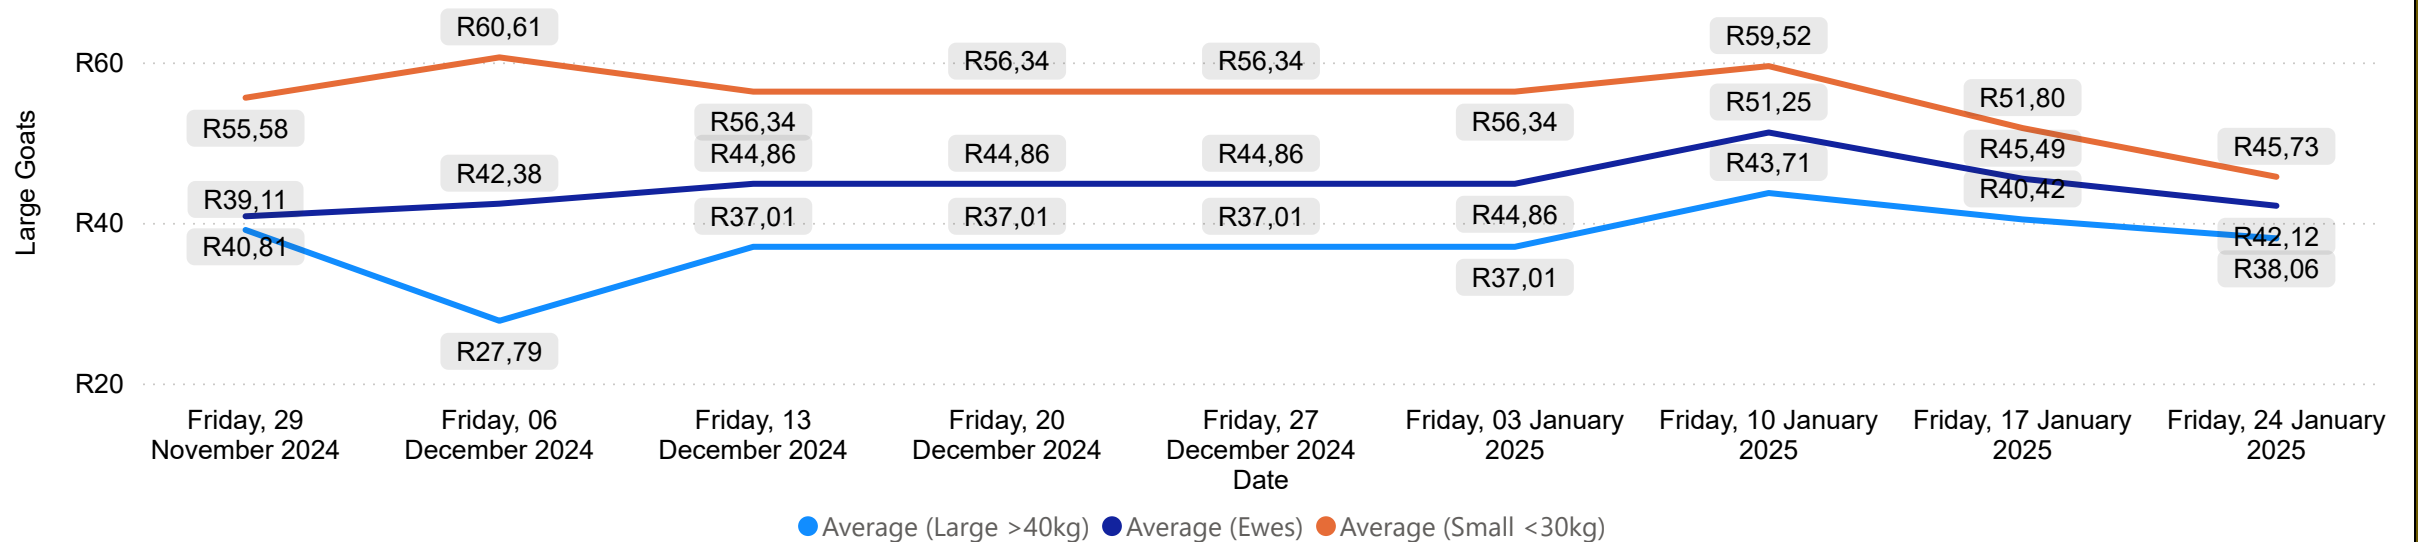 Large Goats
R60
R40
R20
R60,61
R55,58
R56,34
R56,34
R56,34
R56,34
R59,52
R51,80
R45,73
R39,11
R42,38
R44,86
R44,86
R44,86
R44,86
R51,25
R45,49
R42,12
R40,81
R27,79
R37,01
R37,01
R37,01
R37,01
R43,71
R40,42
R38,06
Friday, 29
November 2024
Friday, 06
December 2024
Friday, 13
December 2024
Friday, 20
December 2024
Friday, 27
December 2024
Friday, 03 January
2025
Friday, 10 January
2025
Friday, 17 January
2025
Friday, 24 January
2025
Date
Average (Large >40kg)
Average (Ewes)
Average (Small <30kg)